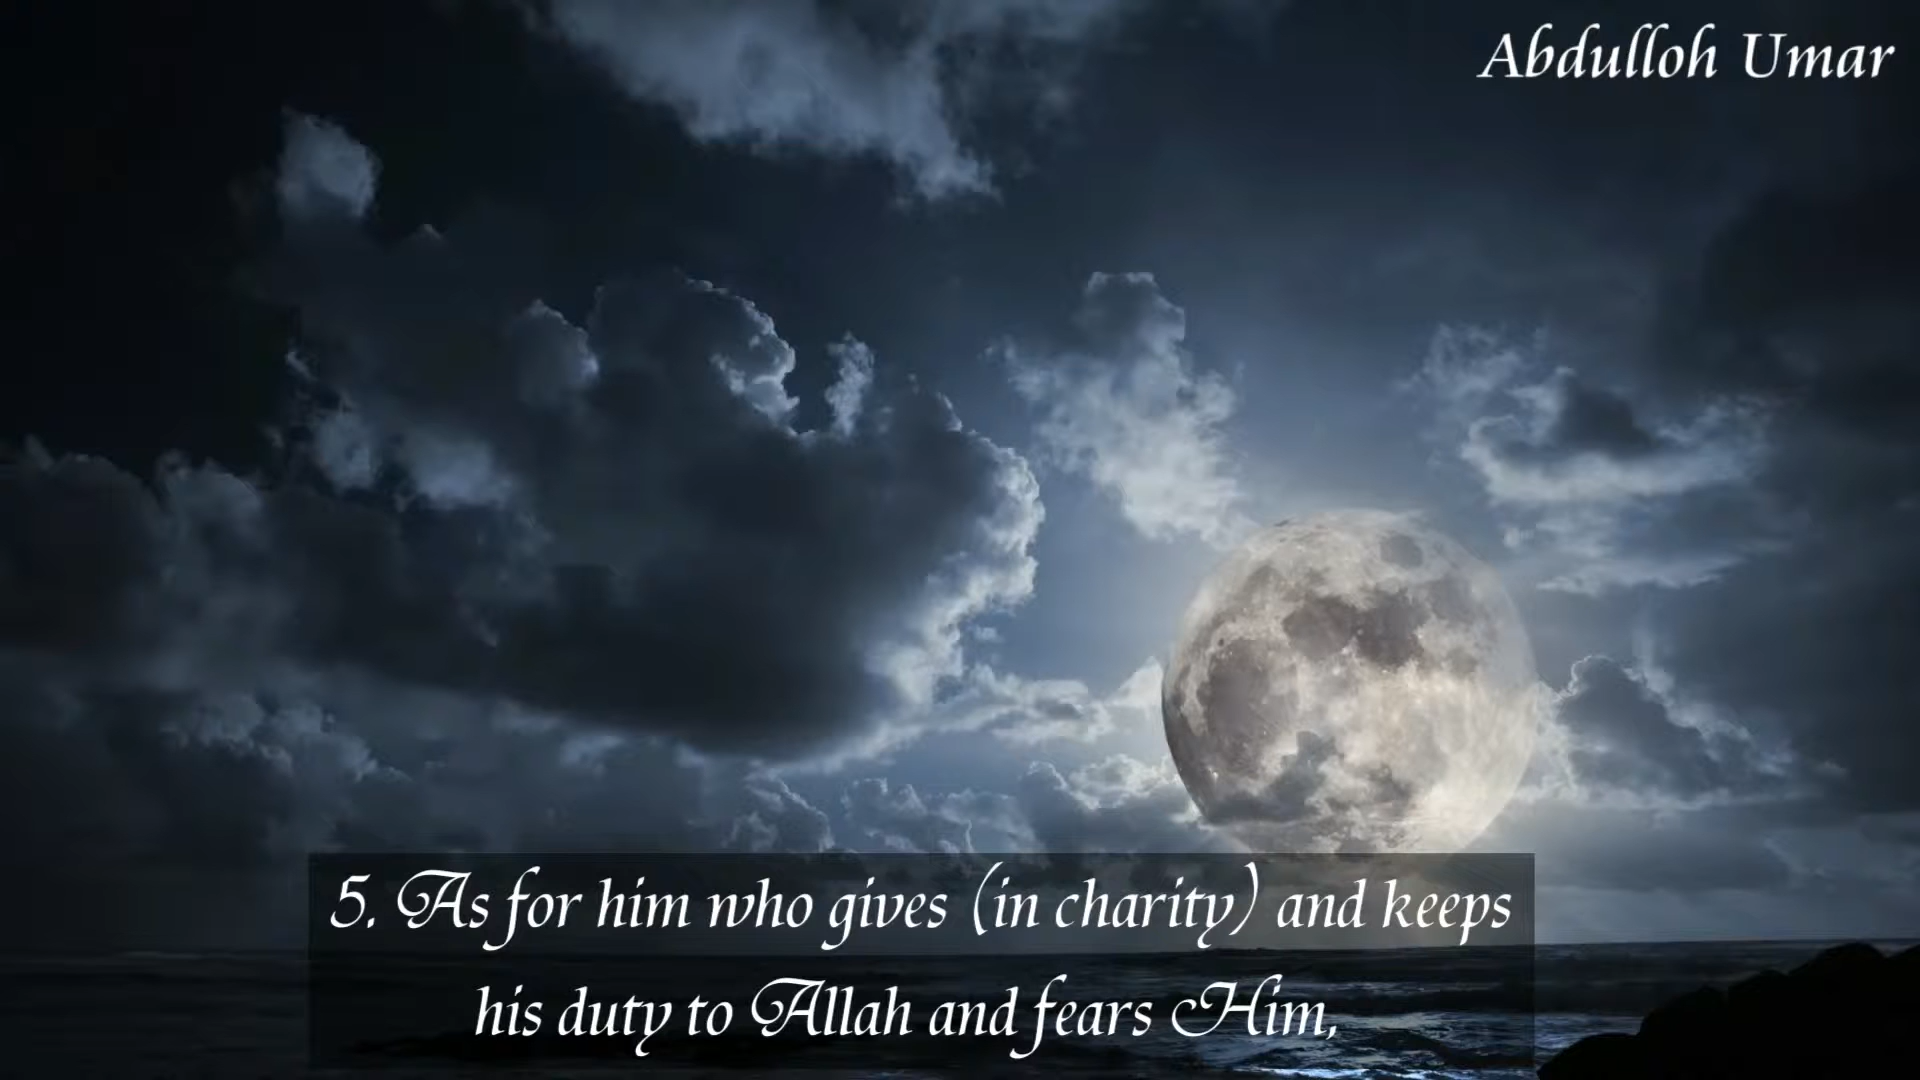 Abdulloh Umar
5. As for him who gives (in charity) and keeps
his duty to Allah and fears Him,